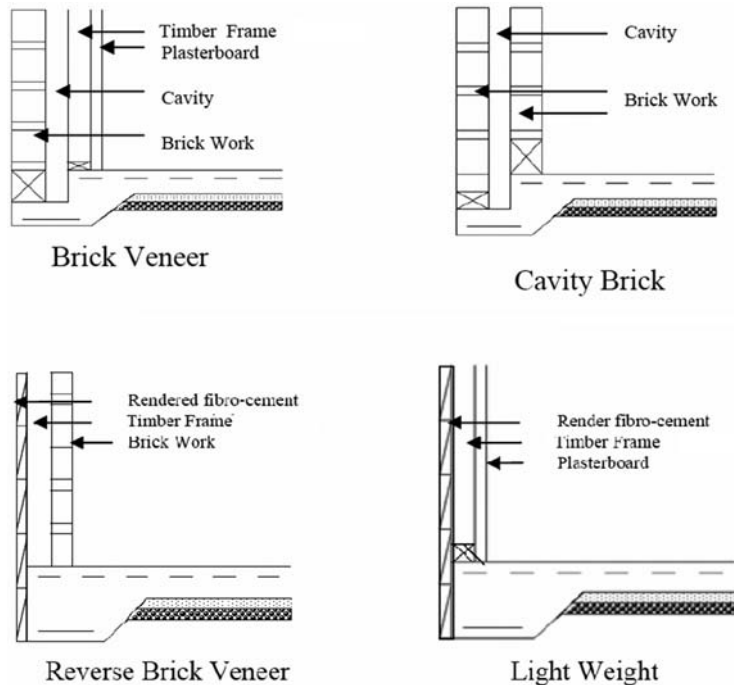 Timber Frame
Plasterboard
Cavity
Brick Work
Brick Veneer
Cavity
Brick Work
Cavity Brick
Rendered fibro-cement
Timber Frame
Brick Work
Reverse Brick Veneer
Render fibro-cement
Timber Frame
Plasterboard
Light Weight